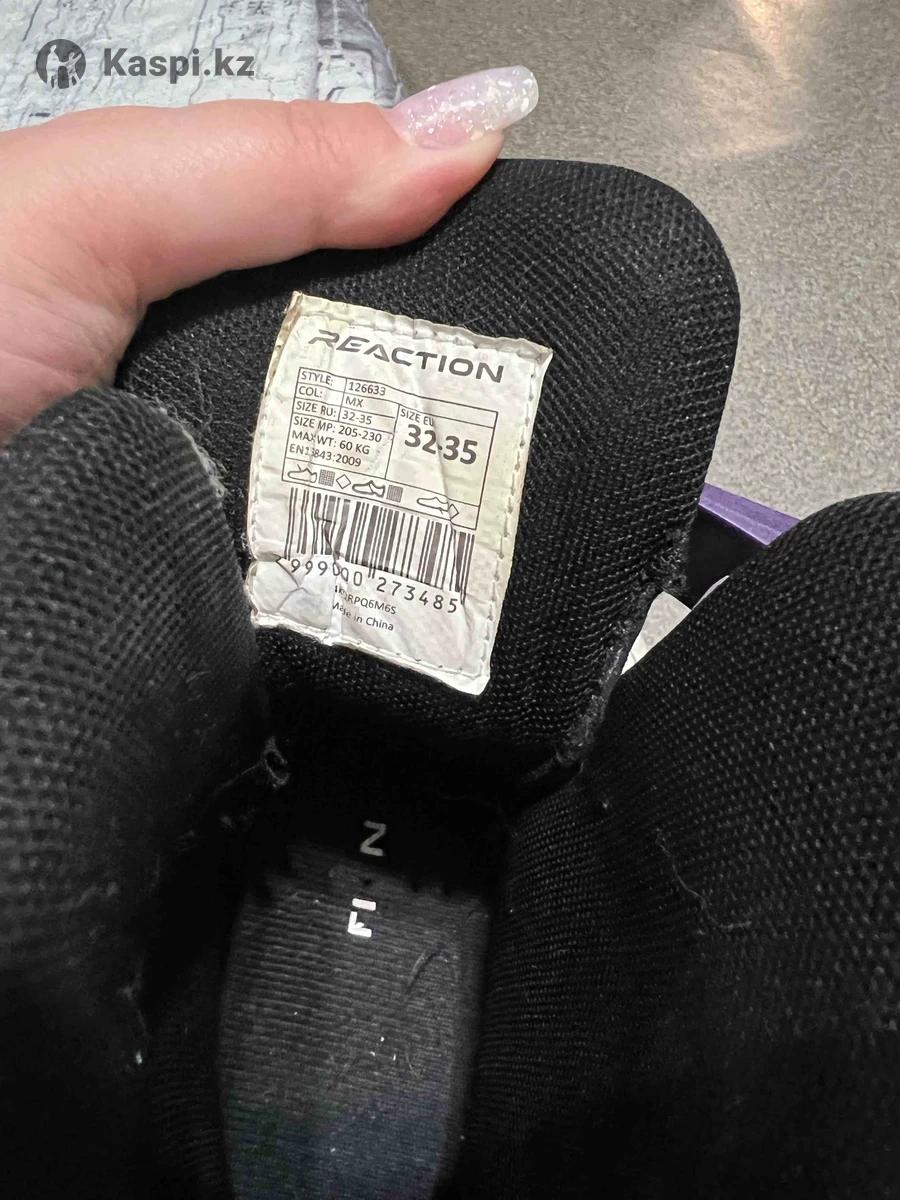 Kaspi.kz
REACTION
STYLE: 126633
COL: MX
SIZE RU: 32-35
SIZE MP: 205-230
MAX WT: 60 KG
EN13843:2009
SIZE EU
32-35
999000 273485
Made in China